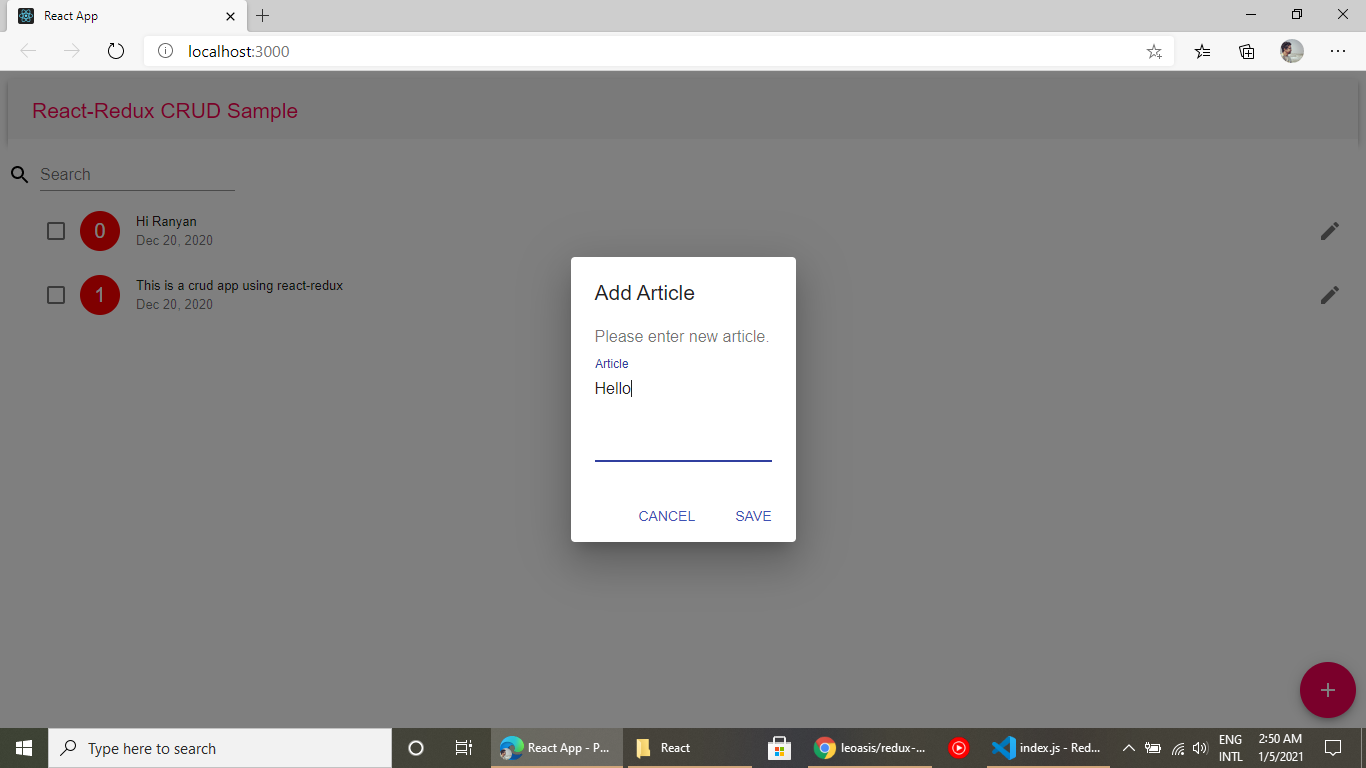 React App
localhost:3000
React-Redux CRUD Sample
Search
0
Hi Ranyan
Dec 20, 2020
1
This is a crud app using react-redux
Dec 20, 2020
Add Article
Please enter new article.
Article
Hello
CANCEL SAVE
Type here to search
React App - P...
React
leoasis/redux-...
index.js - Red...
ENG
INTL
2:50 AM
1/5/2021